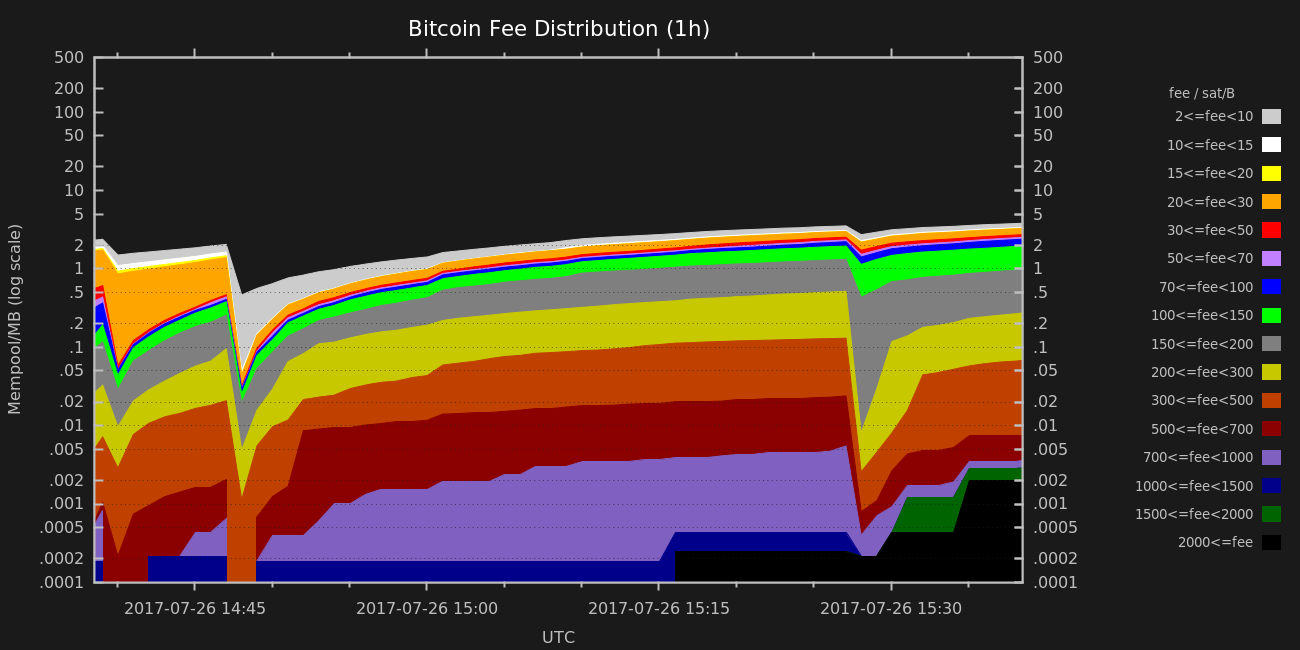 Bitcoin Fee Distribution (1h)
Mempool/MB (log scale)
500
200
100
50
20
10
5
2
1
.5
.2
.1
.05
.02
.01
.005
.002
.001
.0005
.0002
.0001
500
200
100
50
20
10
5
2
1
.5
.2
.1
.05
.02
.01
.005
.002
.001
.0005
.0002
.0001
2017-07-26 14:45
2017-07-26 15:00
2017-07-26 15:15
2017-07-26 15:30
UTC
fee / sat/B
2<=fee<10
10<=fee<15
15<=fee<20
20<=fee<30
30<=fee<50
50<=fee<70
70<=fee<100
100<=fee<150
150<=fee<200
200<=fee<300
300<=fee<500
500<=fee<700
700<=fee<1000
1000<=fee<1500
1500<=fee<2000
2000<=fee